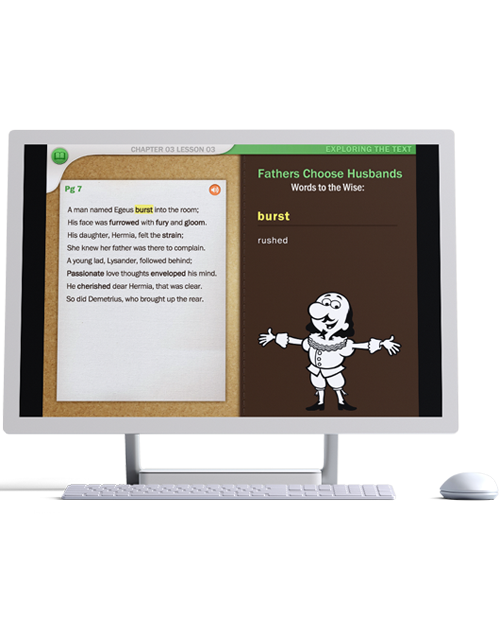 CHAPTER 03 LESSON 03
EXPLORING THE TEXT
Pg 7
A man named Egeus burst into the room;
His face was furrowed with fury and gloom.
His daughter, Hermia, felt the strain;
She knew her father was there to complain.
A young lad, Lysander, followed behind;
Passionate love thoughts enveloped his mind.
He cherished dear Hermia, that was clear.
So did Demetrius, who brought up the rear.
Fathers Choose Husbands
Words to the Wise:
burst
rushed